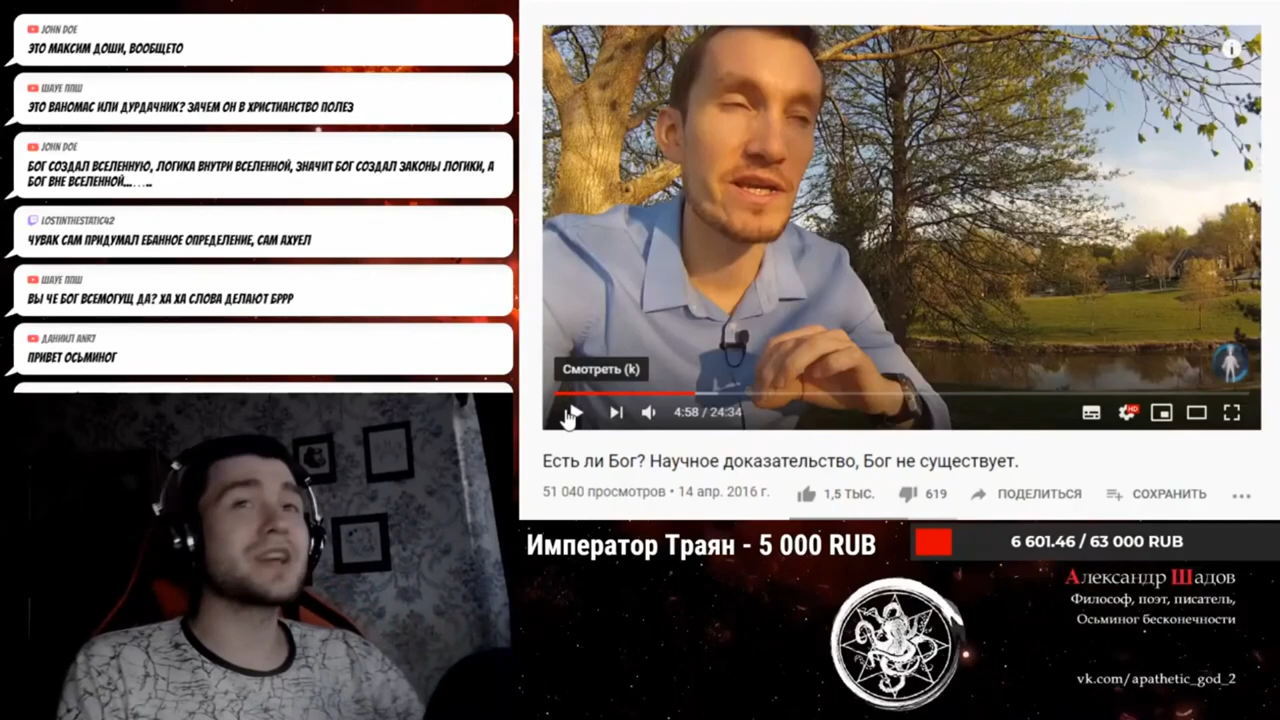 JOHN DOE
ЭТО МАКСИМ ДОШИ, ВООБЩЕТО
ШАУЕ ППШ
ЭТО ВАНОМАС ИЛИ ДУРДАЧНИК? ЗАЧЕМ ОН В ХРИСТИАНСТВО ПОЛЕЗ
JOHN DOE
БОГ СОЗДАЛ ВСЕЛЕННУЮ, ЛОГИКА ВНУТРИ ВСЕЛЕННОЙ, ЗНАЧИТ БОГ СОЗДАЛ ЗАКОНЫ ЛОГИКИ, А
БОГ ВНЕ ВСЕЛЕННОЙ........
LOSTINTHESTATIC42
ЧУВАК САМ ПРИДУМАЛ ЕБАННОЕ ОПРЕДЕЛЕНИЕ, САМ АХУЕЛ
ШАУЕ ППШ
ВЫ ЧЕ БОГ ВСЕМОГУЩ ДА? ХА ХА СЛОВА ДЕЛАЮТ БРРР
ДАНИИЛ ANR7
ПРИВЕТ ОСЬМИНОГ
Смотреть (k)
4:58 / 24:34
HD
Есть ли Бог? Научное доказательство, Бог не существует.
51 040 просмотров • 14 апр. 2016 г.
1,5 ТЫС.
619
ПОДЕЛИТЬСЯ
СОХРАНИТЬ
Император Траян - 5 000 RUB
6 601.46 / 63 000 RUB
Александр Шадов
Философ, поэт, писатель,
Осьминог бесконечности
vk.com/apathetic_god_2